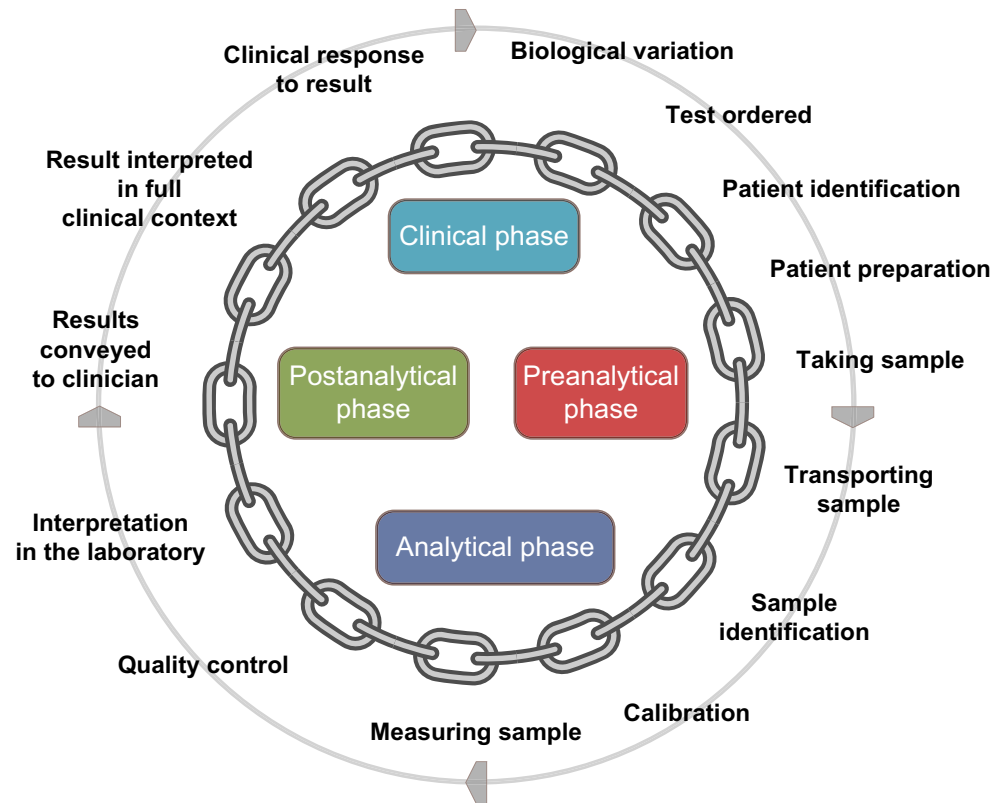 Clinical response
to result
Biological variation
Test ordered
Patient identification
Patient preparation
Taking sample
Transporting
sample
Sample
identification
Calibration
Measuring sample
Quality control
Interpretation
in the laboratory
Results
conveyed
to clinician
Result interpreted
in full
clinical context
Clinical phase
Postanalytical
phase
Preanalytical
phase
Analytical phase